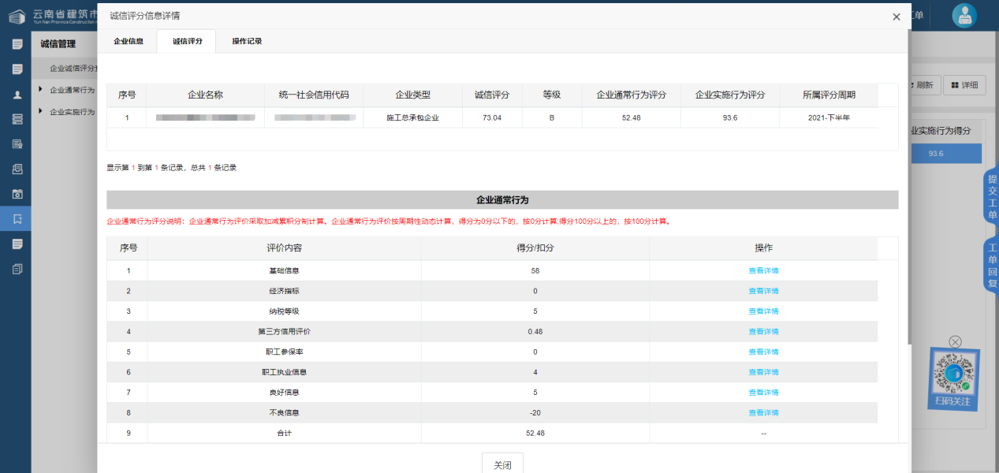 云南省建筑市
Yun Nan Province Construction
诚信评分信息详情
工单
诚信管理
企业诚信评分
企业通常行为
企业实施行为
企业信息 诚信评分 操作记录
刷新 详细
序号 企业名称 统一社会信用代码 企业类型 诚信评分 等级 企业通常行为评分 企业实施行为评分 所属评分周期
1 施工总承包企业 73.04 B 52.48 93.6 2021-下半年
业实施行为得分
93.6
显示第 1 到第 1 条记录，总共 1 条记录
企业通常行为
企业通常行为评分说明：企业通常行为评价采取加减累积分制计算。企业通常行为评价按周期性动态计算，得分为0分以下的，按0分计算;得分100分以上的，按100分计算。
序号 评价内容 得分/扣分 操作
1 基础信息 58 查看详情
2 经济指标 0 查看详情
3 纳税等级 5 查看详情
4 第三方信用评价 0.48 查看详情
5 职工参保率 0 查看详情
6 职工执业信息 4 查看详情
7 良好信息 5 查看详情
8 不良信息 -20 查看详情
9 合计 52.48 --
关闭
提交工单
工单回复
扫码关注